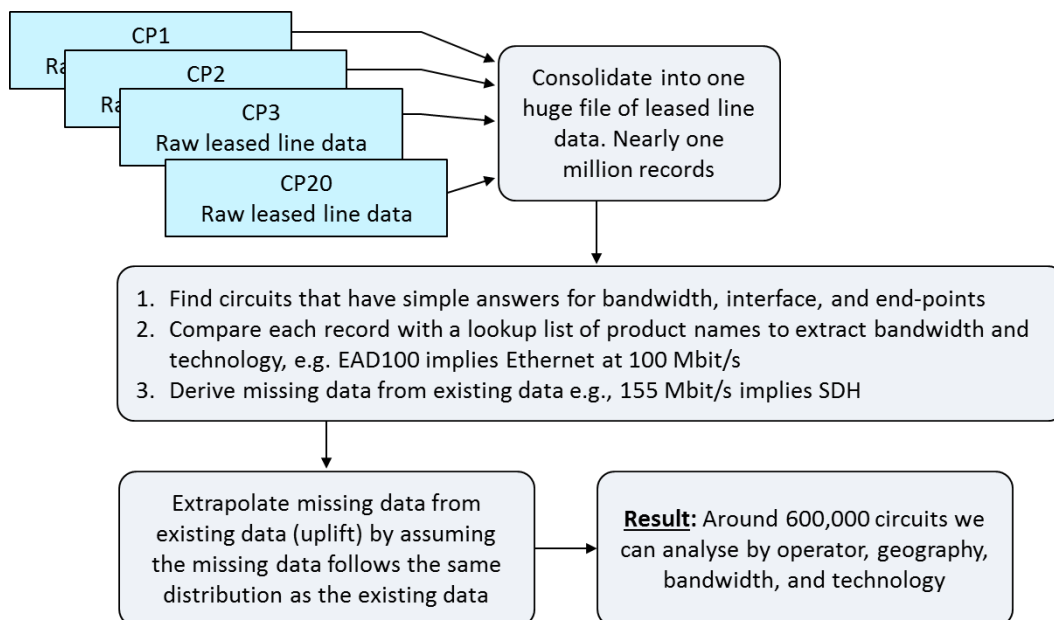 CP1
Ra
CP2
Ra
CP3
Raw leased line data
CP20
Raw leased line data
Consolidate into one
huge file of leased line
data. Nearly one
million records
1. Find circuits that have simple answers for bandwidth, interface, and end-points
2. Compare each record with a lookup list of product names to extract bandwidth and
technology, e.g. EAD100 implies Ethernet at 100 Mbit/s
3. Derive missing data from existing data e.g., 155 Mbit/s implies SDH
Extrapolate missing data from
existing data (uplift) by assuming
the missing data follows the same
distribution as the existing data
Result: Around 600,000 circuits we
can analyse by operator, geography,
bandwidth, and technology